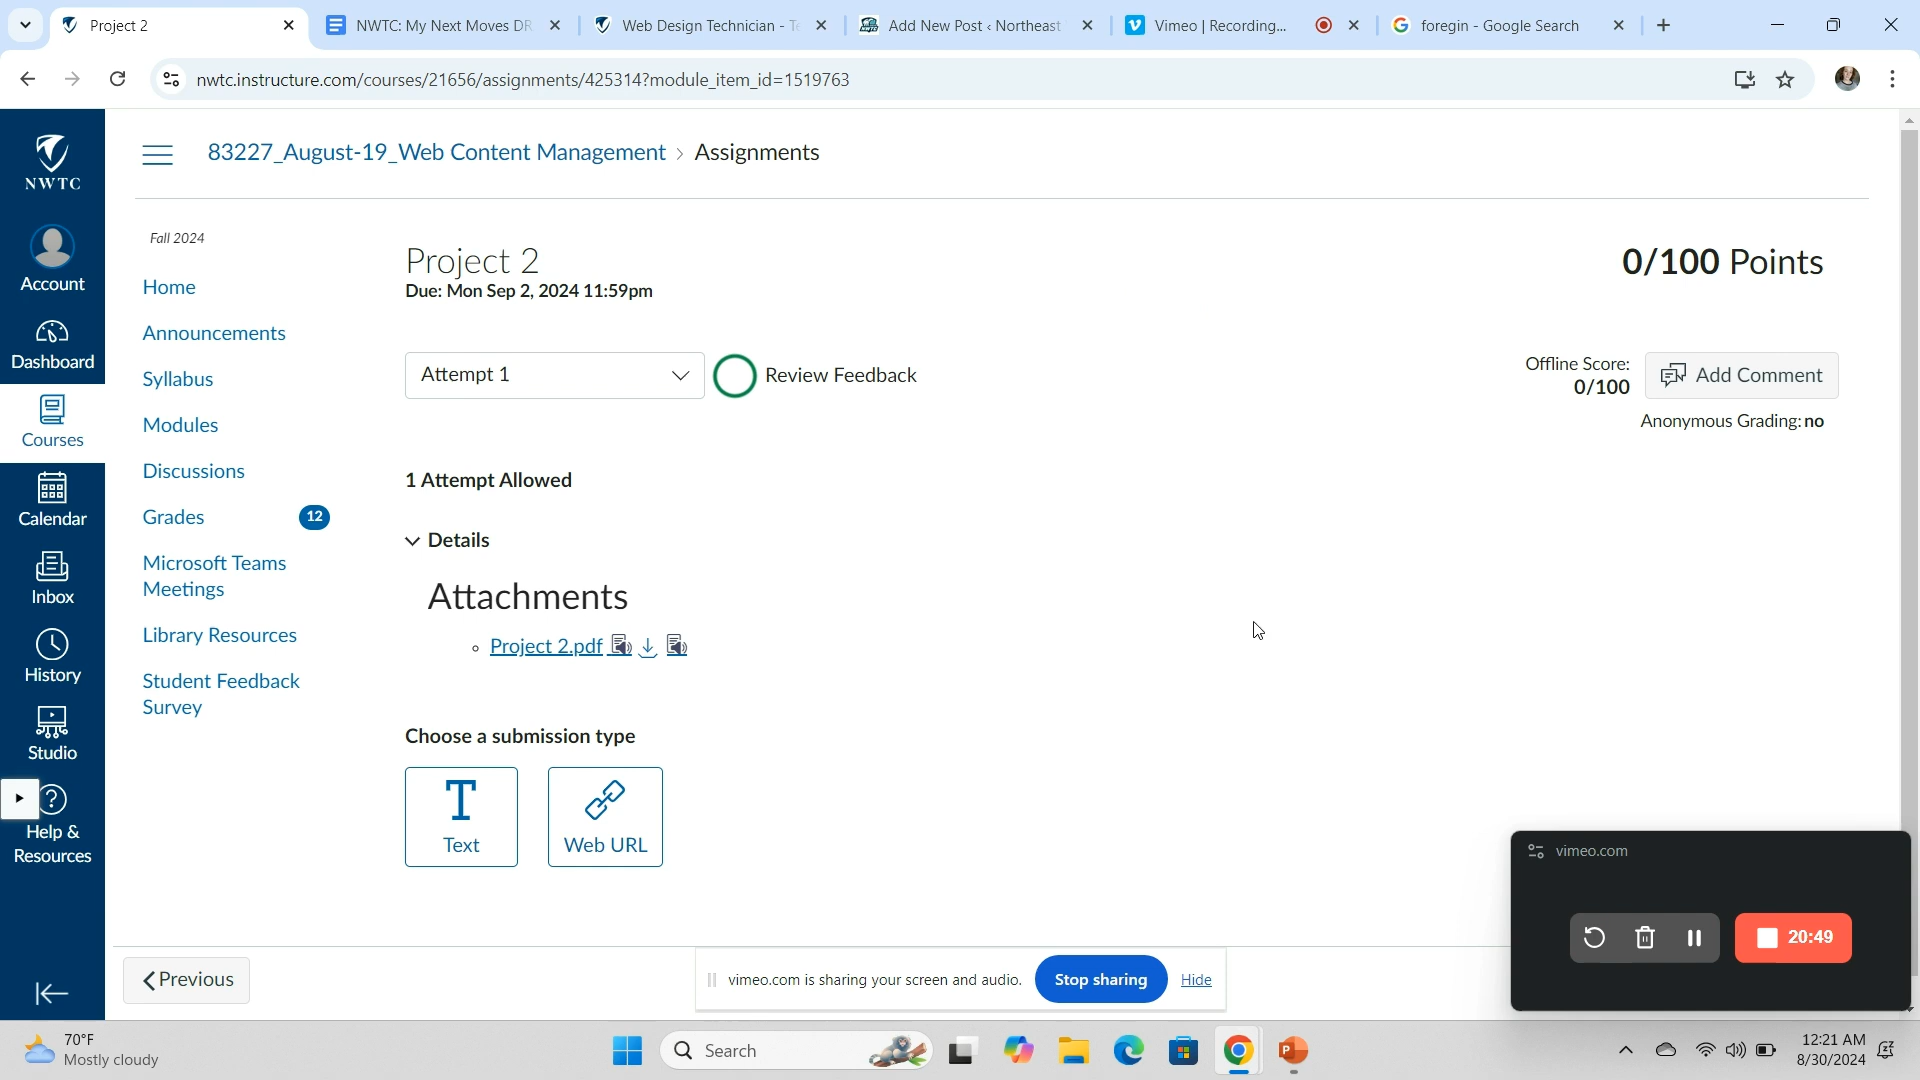 Project 2
NWTC: My Next Moves DR
Web Design Technician - Te
Add New Post ‹ Northeast
Vimeo | Recording...
foregin - Google Search
nwtc.instructure.com/courses/21656/assignments/425314?module_item_id=1519763
NWTC
Account
Dashboard
Courses
Calendar
Inbox
History
Studio
Help &
Resources
83227_August-19_Web Content Management › Assignments
Fall 2024
Home
Announcements
Syllabus
Modules
Discussions
Grades 12
Microsoft Teams
Meetings
Library Resources
Student Feedback
Survey
Project 2
Due: Mon Sep 2, 2024 11:59pm
0/100 Points
Attempt 1
Review Feedback
Offline Score:
0/100
Add Comment
Anonymous Grading: no
1 Attempt Allowed
Details
Attachments
Project 2.pdf
Choose a submission type
T
Text
Web URL
Previous
vimeo.com is sharing your screen and audio.
Stop sharing
Hide
vimeo.com
20:49
70°F
Mostly cloudy
Search
P
12:21 AM
8/30/2024